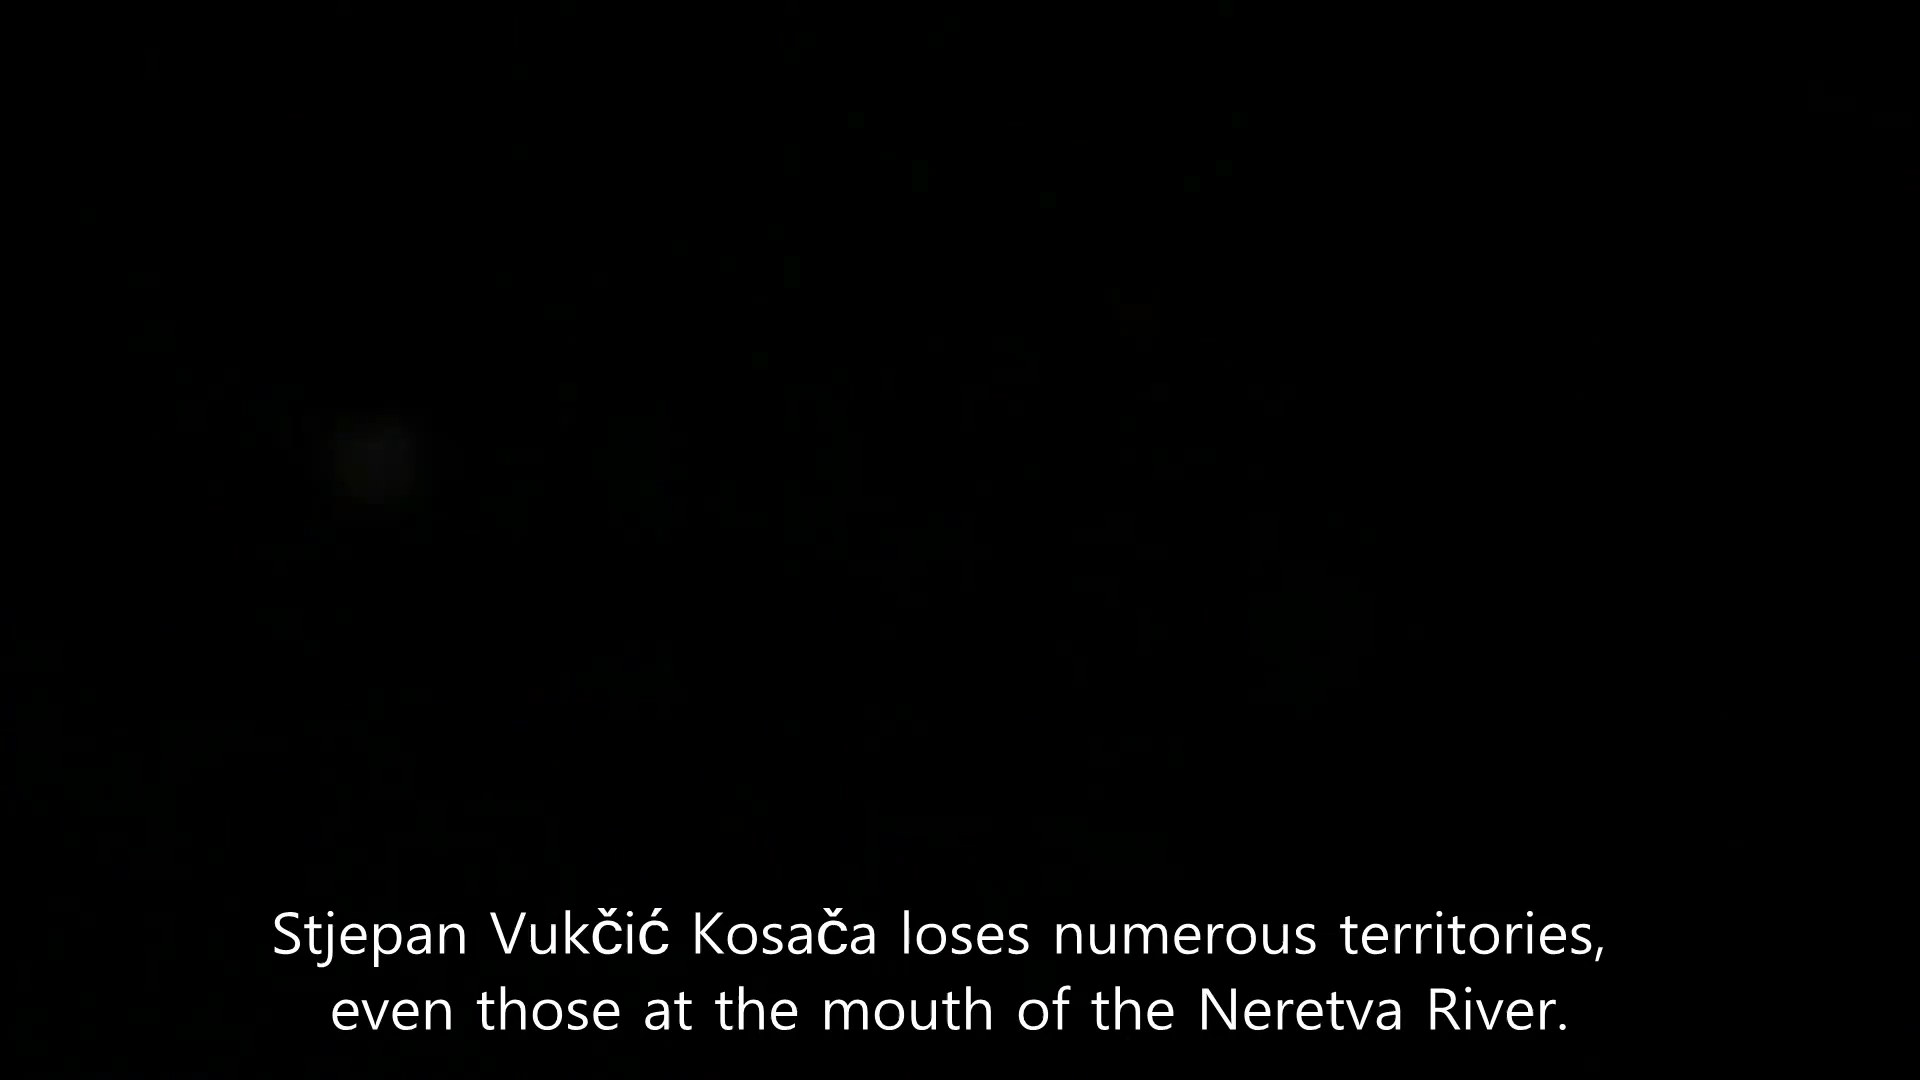 Stjepan Vukčić Kosača loses numerous territories,
even those at the mouth of the Neretva River.